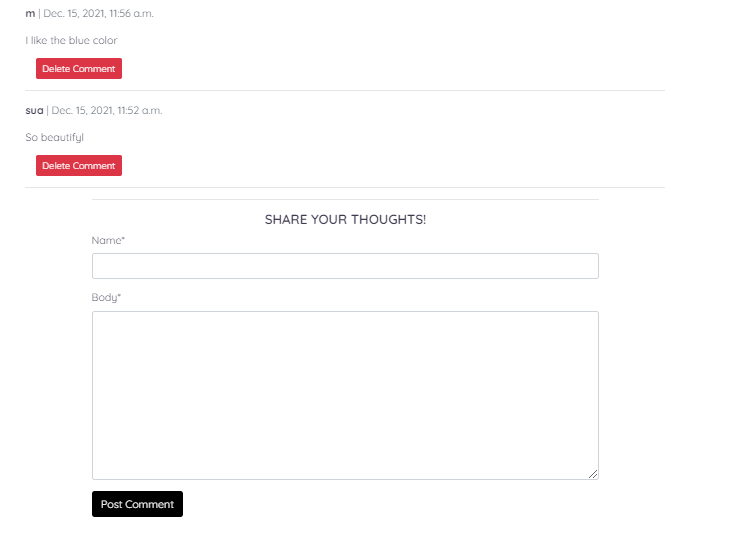 m | Dec. 15, 2021, 11:56 a.m.
I like the blue color
Delete Comment
sua | Dec. 15, 2021, 11:52 a.m.
So beautifyl
Delete Comment
SHARE YOUR THOUGHTS!
Name*
Body*
Post Comment